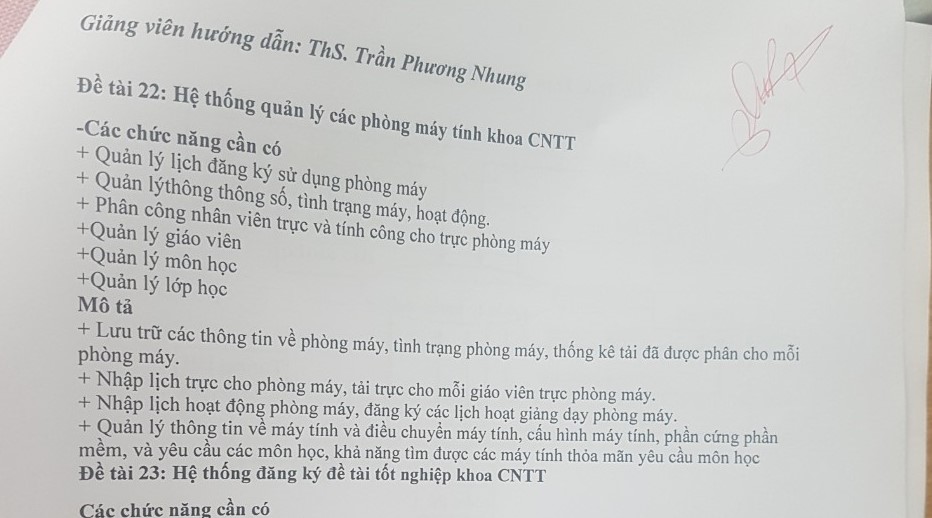 Giảng viên hướng dẫn: ThS. Trần Phương Nhung
Đề tài 22: Hệ thống quản lý các phòng máy tính khoa CNTT
-Các chức năng cần có
+ Quản lý lịch đăng ký sử dụng phòng máy
+ Quản lýthông thông số, tình trạng máy, hoạt động.
+ Phân công nhân viên trực và tính công cho trực phòng máy
+Quản lý giáo viên
+Quản lý môn học
+Quản lý lớp học
Mô tả
+ Lưu trữ các thông tin về phòng máy, tình trạng phòng máy, thống kê tải đã được phân cho mỗi
phòng máy.
+ Nhập lịch trực cho phòng máy, tải trực cho mỗi giáo viên trực phòng máy.
+ Nhập lịch hoạt động phòng máy, đăng ký các lịch hoạt giảng dạy phòng máy.
+ Quản lý thông tin về máy tính và điều chuyển máy tính, cấu hình máy tính, phần cứng phần
mềm, và yêu cầu các môn học, khả năng tìm được các máy tính thỏa mãn yêu cầu môn học
Đề tài 23: Hệ thống đăng ký đề tài tốt nghiệp khoa CNTT
Các chức năng cần có